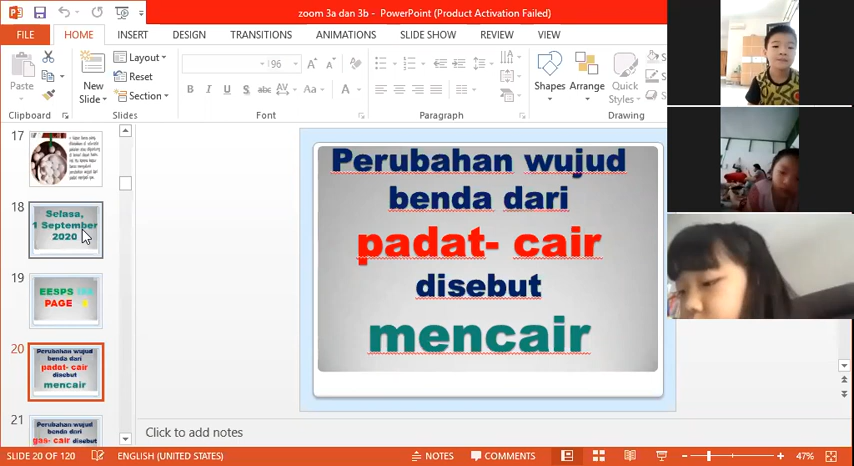 zoom 3a dan 3b - PowerPoint (Product Activation Failed)
FILE
HOME
INSERT
DESIGN
TRANSITIONS
ANIMATIONS
SLIDE SHOW
REVIEW
VIEW
Paste
New
Slide
Layout
Reset
Section
96
B I U S abc AV Aa A
Shapes
Arrange
Quick
Styles
Clipboard
Slides
Font
Paragraph
Drawing
17
18
Selasa,
1 September
2020
19
EESPS
PAGE
20
Perubahan wujud
benda dari
padat- cair
disebut
mencair
21
Perubahan wujud
benda dari
gas- cair disebut
Perubahan wujud
benda dari
padat- cair
disebut
mencair
Click to add notes
SLIDE 20 OF 120
ENGLISH (UNITED STATES)
NOTES
COMMENTS
47%